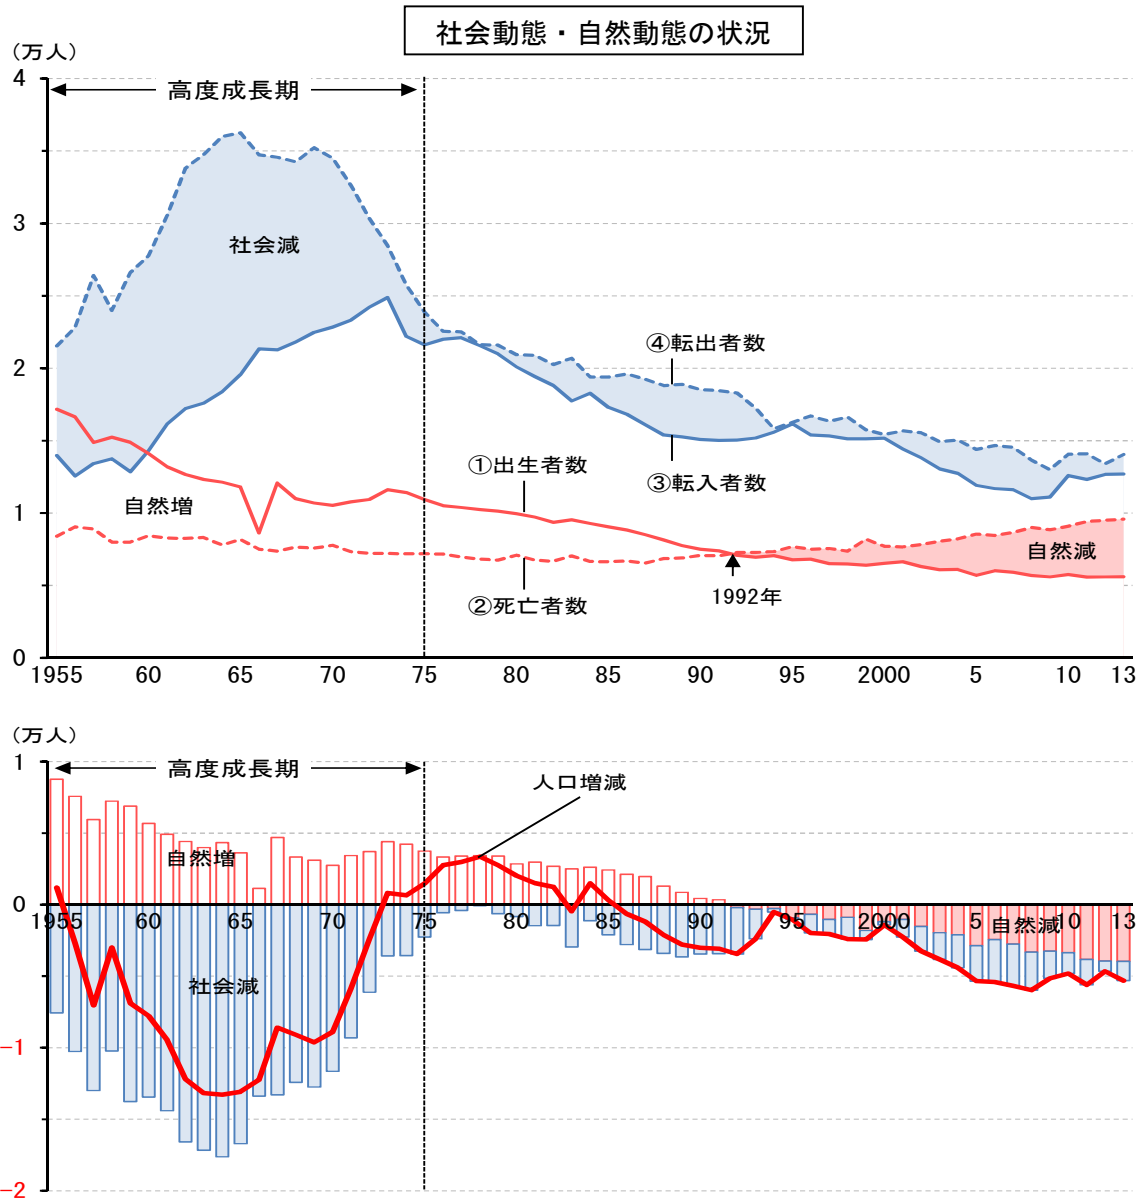 社会動態・自然動態の状況
（万人）
4
高度成長期
3
社会減
④転出者数
2
①出生者数
③転入者数
自然増
1
自然減
1992年
②死亡者数
0
1955 60 65 70 75 80 85 90 95 2000 5 10 13
（万人）
1
高度成長期
人口増減
自然増
0
1955 60 65 70 75 80 85 90 95 2000 5 10 13
自然減
社会減
-1
-2